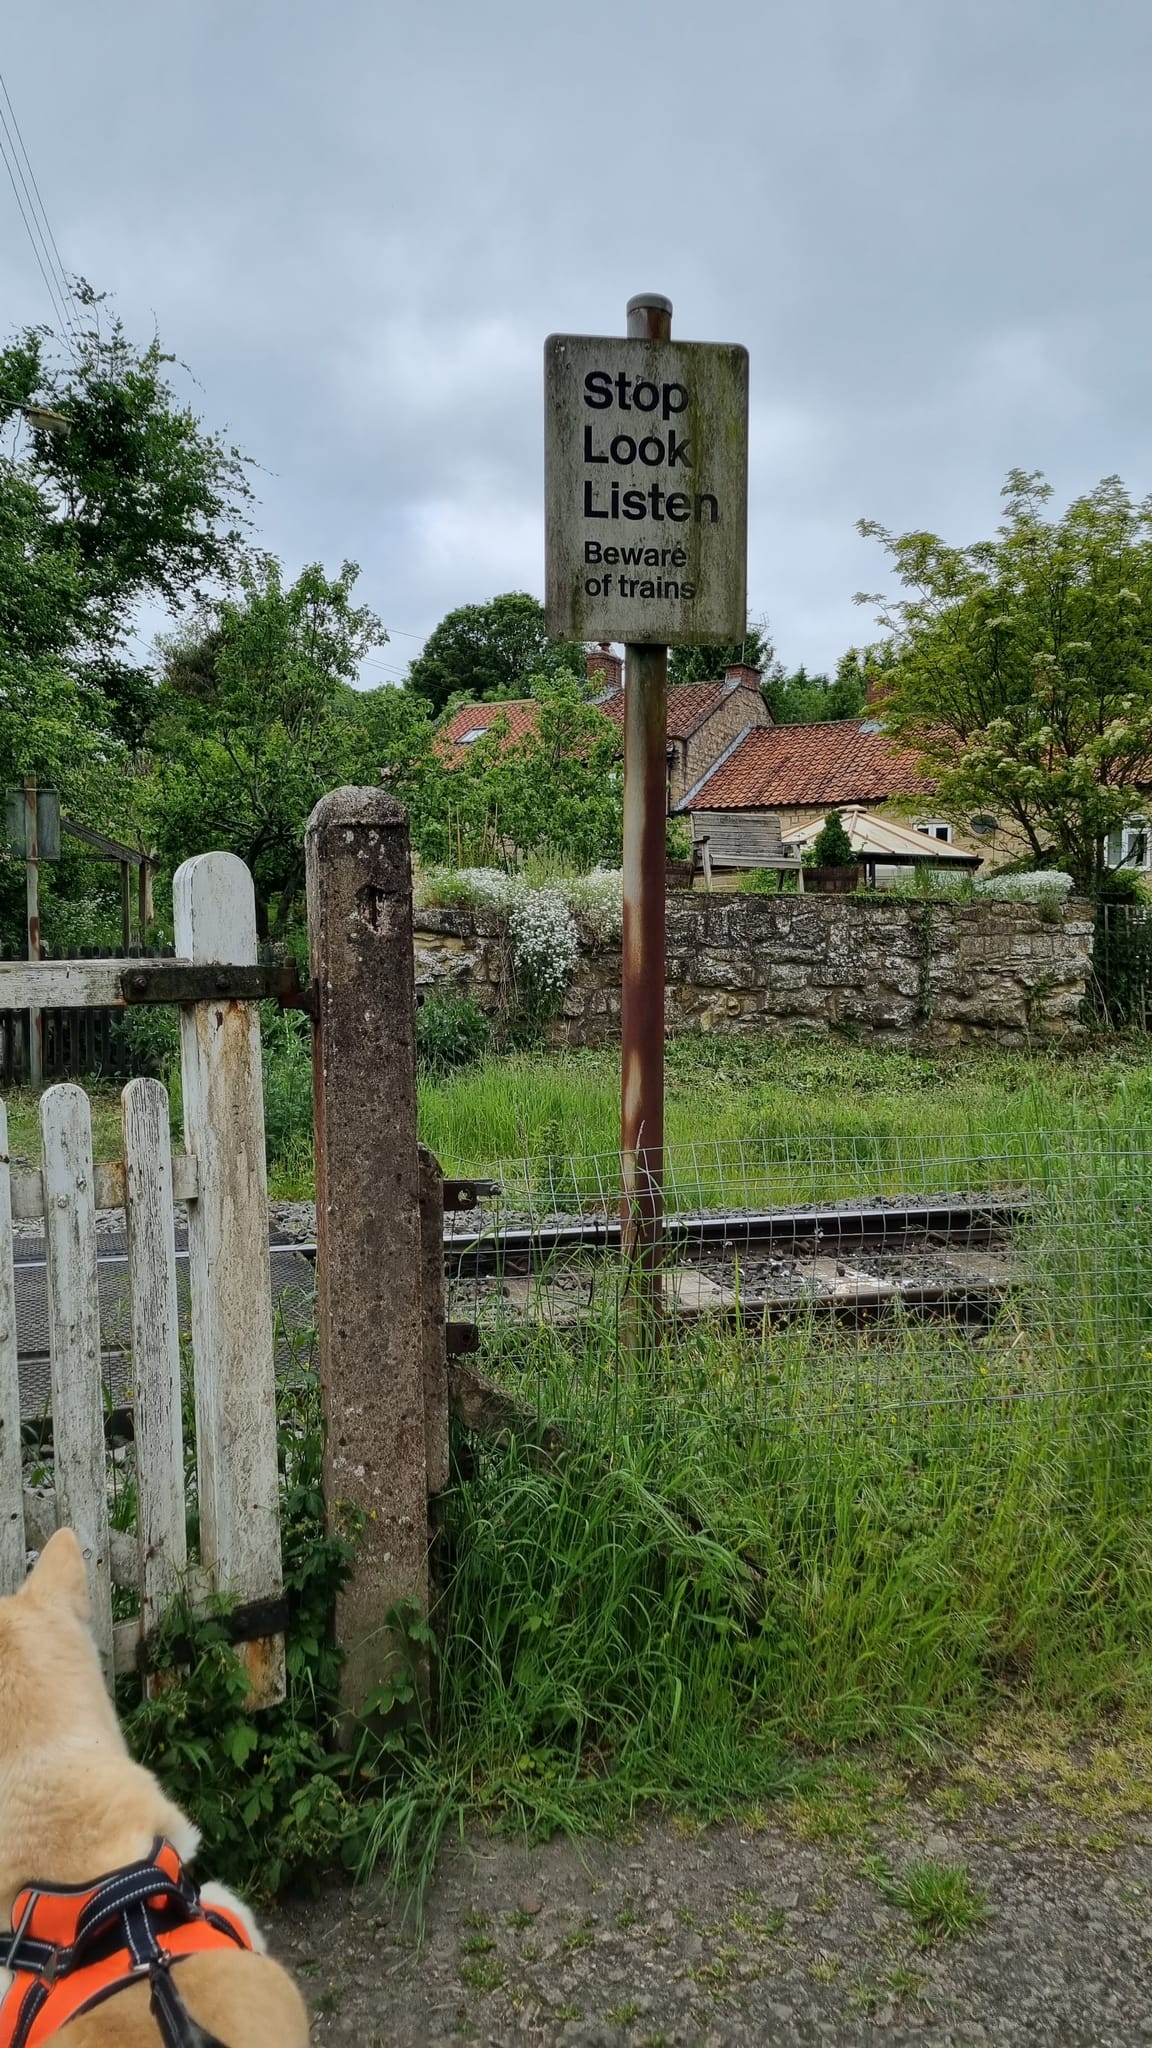 Stop
Look
Listen
Beware
of trains